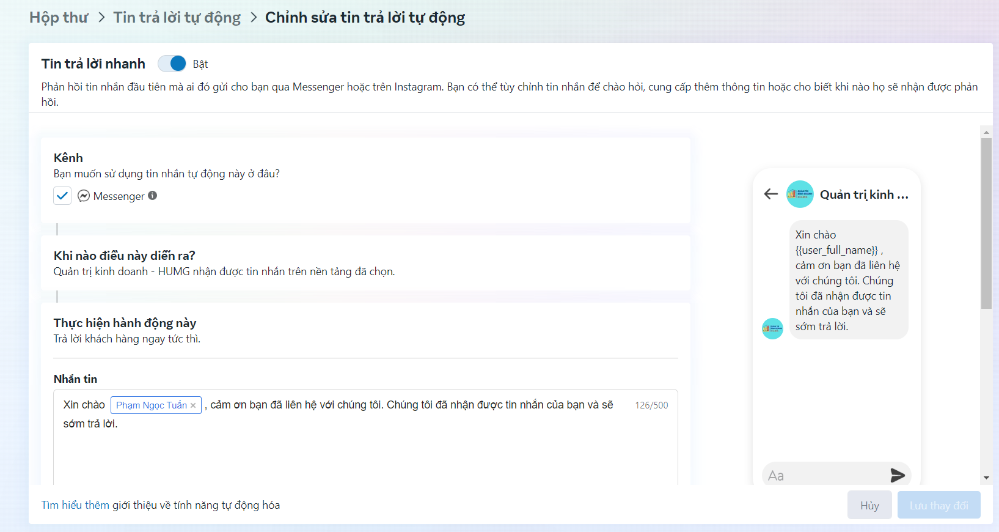 Hộp thư > Tin trả lời tự động > Chỉnh sửa tin trả lời tự động
Tin trả lời nhanh Bật
Phản hồi tin nhắn đầu tiên mà ai đó gửi cho bạn qua Messenger hoặc trên Instagram. Bạn có thể tùy chỉnh tin nhắn để chào hỏi, cung cấp thêm thông tin hoặc cho biết khi nào họ sẽ nhận được phản
hồi.
Kênh
Bạn muốn sử dụng tin nhắn tự động này ở đâu?
Messenger
Khi nào điều này diễn ra?
Quản trị kinh doanh - HUMG nhận được tin nhắn trên nền tảng đã chọn.
Thực hiện hành động này
Trả lời khách hàng ngay tức thì.
Nhắn tin
Xin chào Phạm Ngọc Tuấn × , cảm ơn bạn đã liên hệ với chúng tôi. Chúng tôi đã nhận được tin nhắn của bạn và sẽ 126/500
sớm trả lời.
Quản trị kinh ...
QUẢN TRỊ
KINH DOANH
HUMG
Xin chào
{{user_full_name}} ,
cảm ơn bạn đã liên hệ
với chúng tôi. Chúng
tôi đã nhận được tin
nhắn của bạn và sẽ
sớm trả lời.
Aa
Tìm hiểu thêm giới thiệu về tính năng tự động hóa
Hủy
Lưu thay đổi